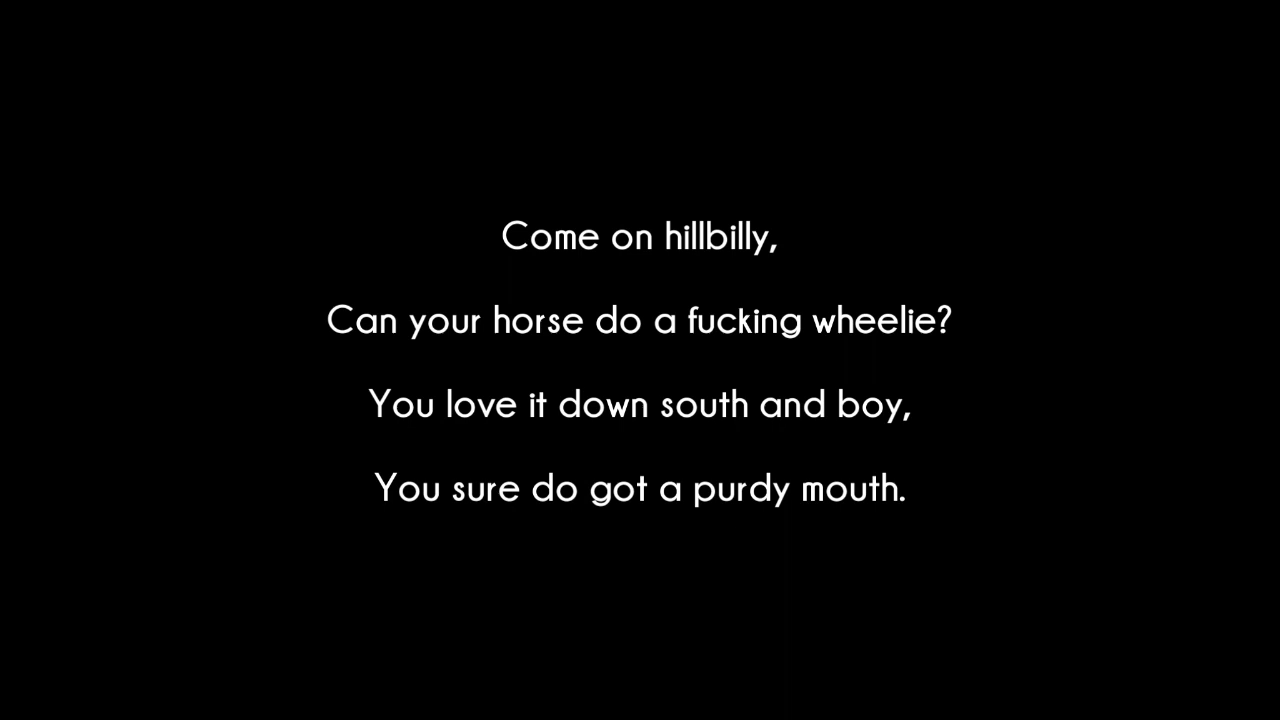 Come on hillbilly,
Can your horse do a fucking wheelie?
You love it down south and boy,
You sure do got a purdy mouth.